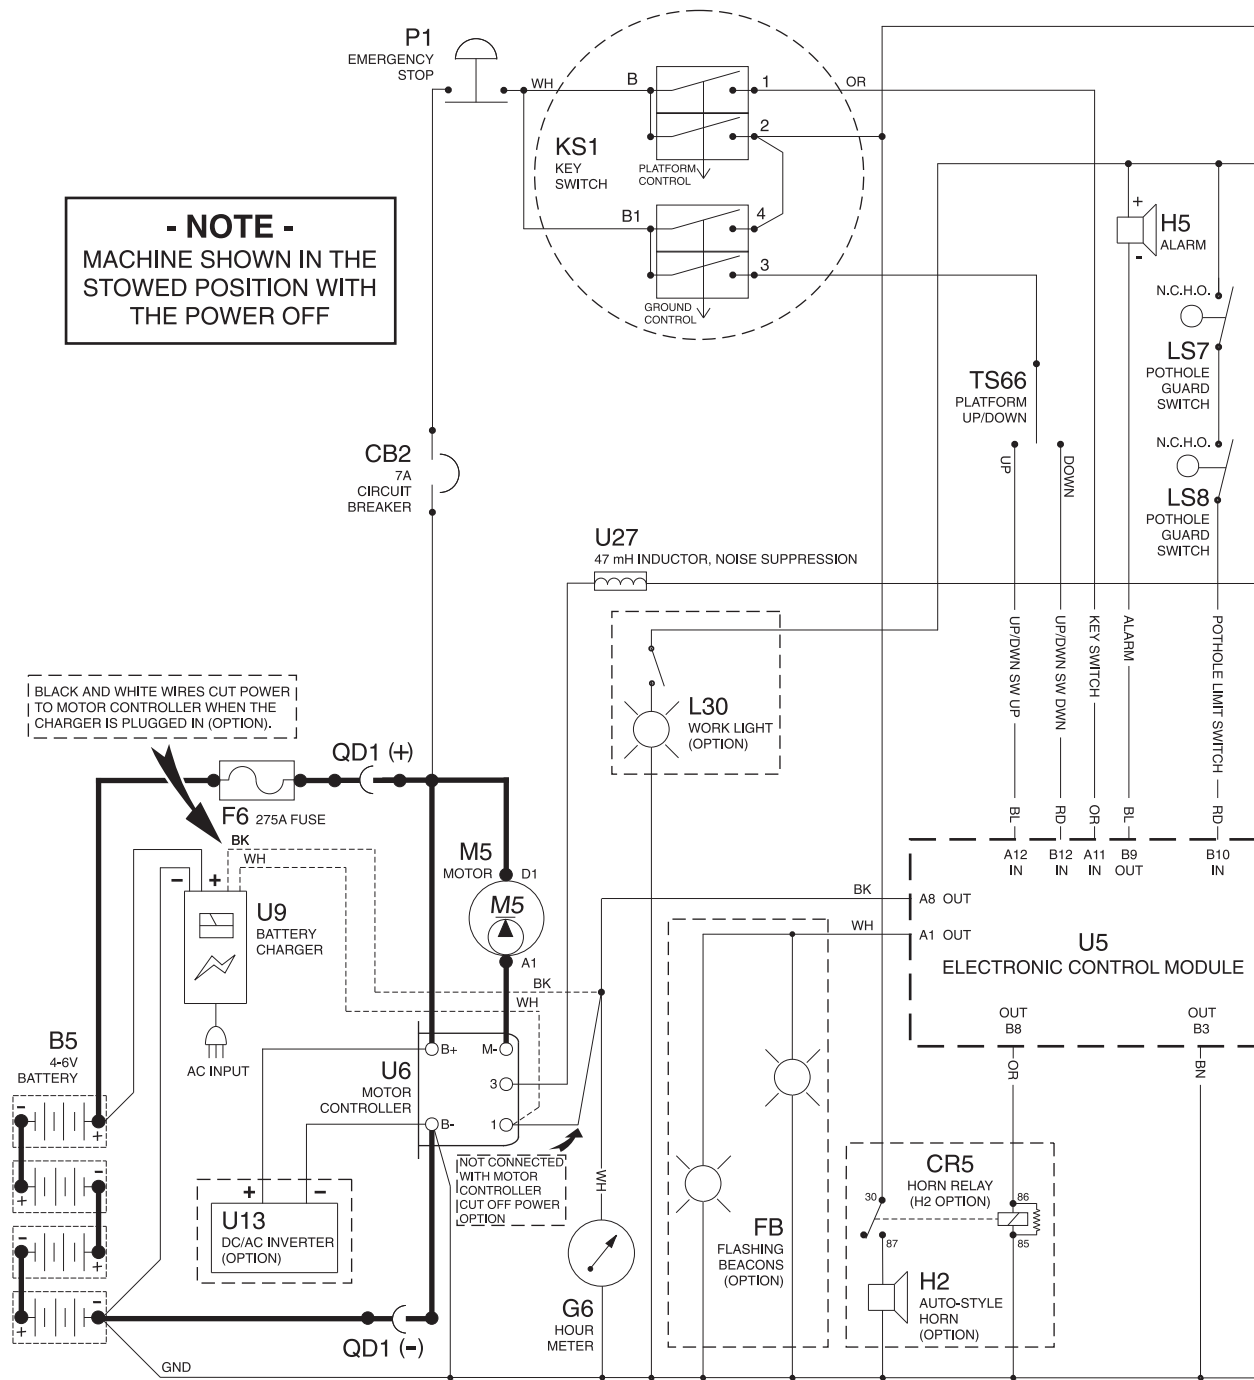 P1
EMERGENCY
STOP
WH
B
1
OR
2
KS1
KEY
SWITCH
PLATFORM
CONTROL
B1
4
3
GROUND
CONTROL
- NOTE -
MACHINE SHOWN IN THE
STOWED POSITION WITH
THE POWER OFF
+
H5
ALARM
-
N.C.H.O.
LS7
POTHOLE
GUARD
SWITCH
TS66
PLATFORM
UP/DOWN
UP
DOWN
N.C.H.O.
LS8
POTHOLE
GUARD
SWITCH
CB2
7A
CIRCUIT
BREAKER
U27
47 mH INDUCTOR, NOISE SUPPRESSION
UP/DWN SW UP
UP/DWN SW DWN
KEY SWITCH
ALARM
POTHOLE LIMIT SWITCH
BLACK AND WHITE WIRES CUT POWER
TO MOTOR CONTROLLER WHEN THE
CHARGER IS PLUGGED IN (OPTION).
L30
WORK LIGHT
(OPTION)
QD1 (+)
F6 275A FUSE
BK
WH
BL
RD
OR
BL
RD
A12
IN
B12
IN
A11
IN
B9
OUT
B10
IN
M5
MOTOR
D1
M5
A1
- +
U9
BATTERY
CHARGER
AC INPUT
BK
WH
BK
A8 OUT
WH
A1 OUT
U5
ELECTRONIC CONTROL MODULE
OUT
B8
OUT
B3
OR
BN
B5
4-6V
BATTERY
-
+
-
+
-
+
-
+
U6
MOTOR
CONTROLLER
B+
M-
3
B-
1
NOT CONNECTED
WITH MOTOR
CONTROLLER
CUT OFF POWER
OPTION
WH
+ -
U13
DC/AC INVERTER
(OPTION)
QD1 (-)
GND
G6
HOUR
METER
FB
FLASHING
BEACONS
(OPTION)
CR5
HORN RELAY
(H2 OPTION)
30
87
86
85
H2
AUTO-STYLE
HORN
(OPTION)